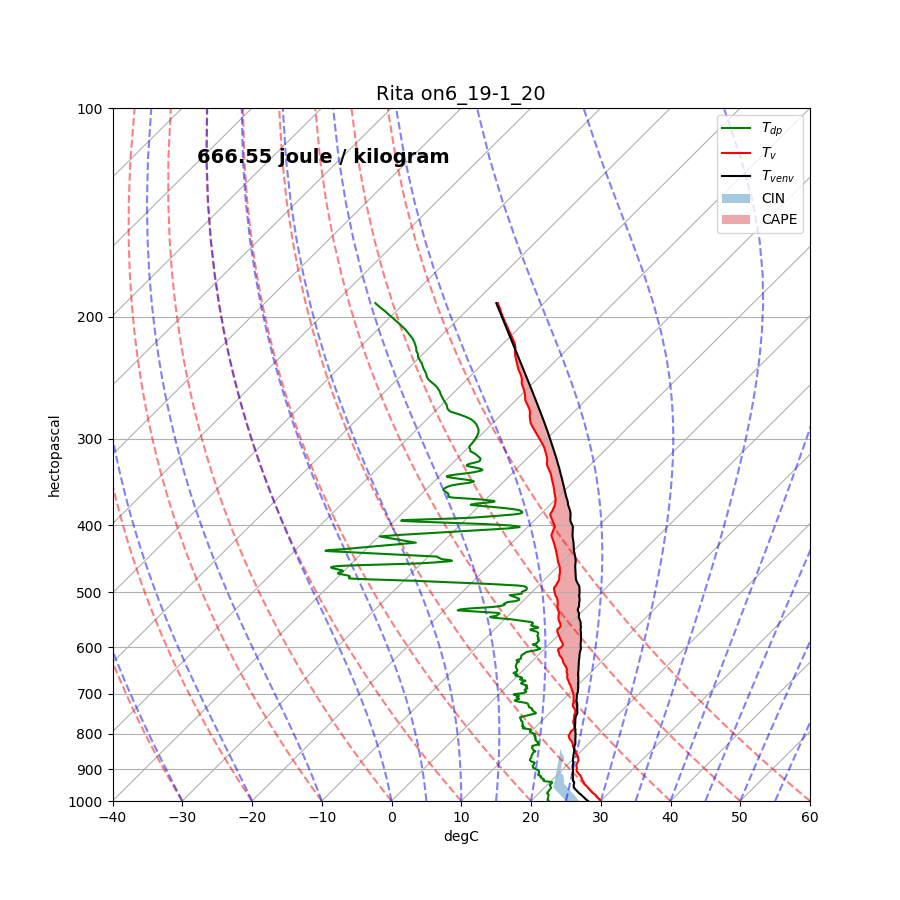 Rita on6_19-1_20
666.55 joule / kilogram
T_dp
T_v
T_venv
CIN
CAPE
hectopascal
100
200
300
400
500
600
700
800
900
1000
−40 −30 −20 −10 0 10 20 30 40 50 60
degC